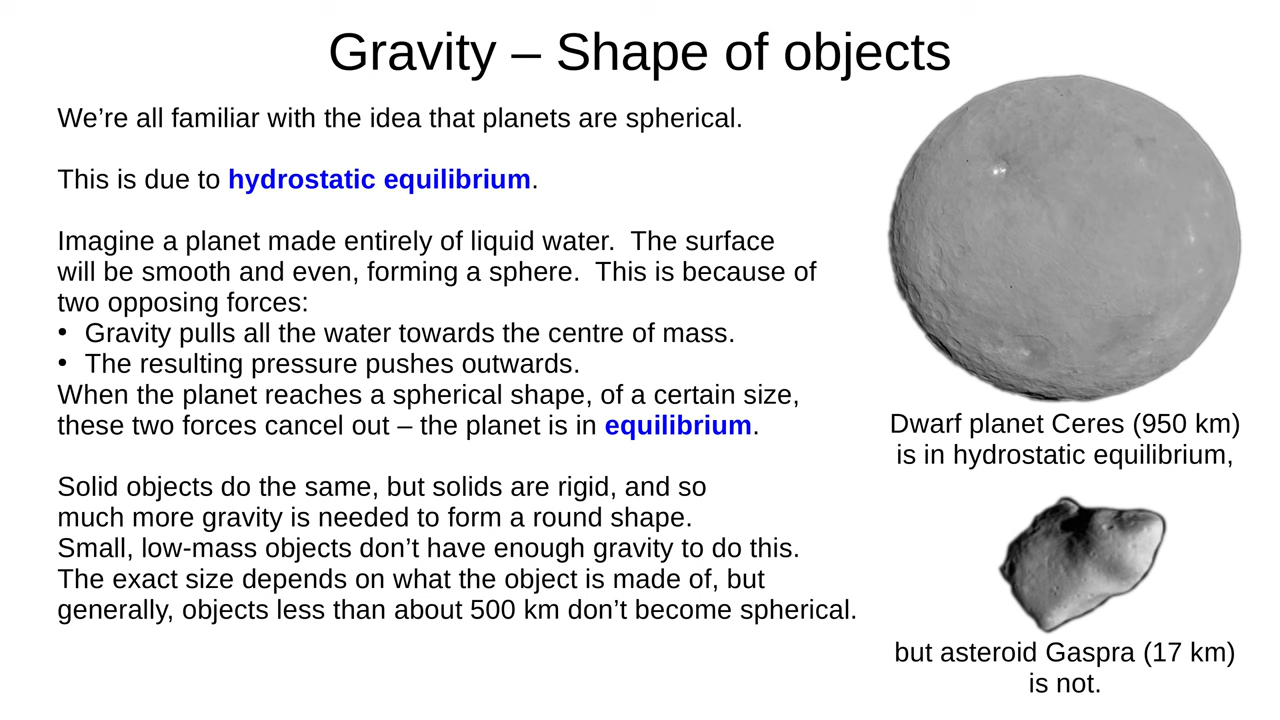 Gravity – Shape of objects
We’re all familiar with the idea that planets are spherical.
This is due to hydrostatic equilibrium.
Imagine a planet made entirely of liquid water.  The surface
will be smooth and even, forming a sphere.  This is because of
two opposing forces:
• Gravity pulls all the water towards the centre of mass.
• The resulting pressure pushes outwards.
When the planet reaches a spherical shape, of a certain size,
these two forces cancel out – the planet is in equilibrium.
Solid objects do the same, but solids are rigid, and so
much more gravity is needed to form a round shape.
Small, low-mass objects don’t have enough gravity to do this.
The exact size depends on what the object is made of, but
generally, objects less than about 500 km don’t become spherical.
Dwarf planet Ceres (950 km)
is in hydrostatic equilibrium,
but asteroid Gaspra (17 km)
is not.